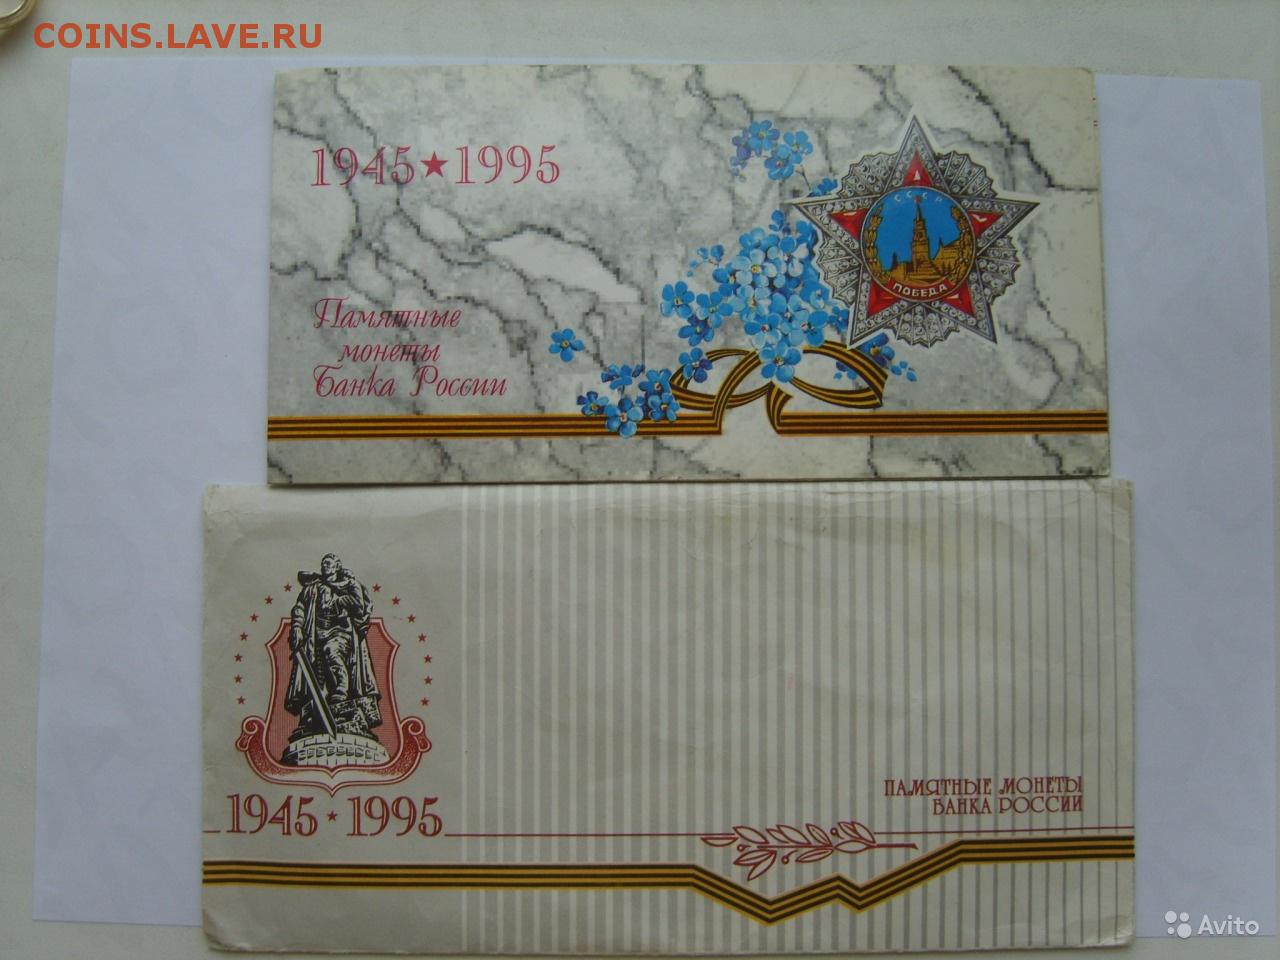 COINS.LAVE.RU
1945★1995
СССР
ПОБЕДА
Памятные
монеты
Банка России
1945★1995
ПАМЯТНЫЕ МОНЕТЫ
БАНКА РОССИИ
Avito